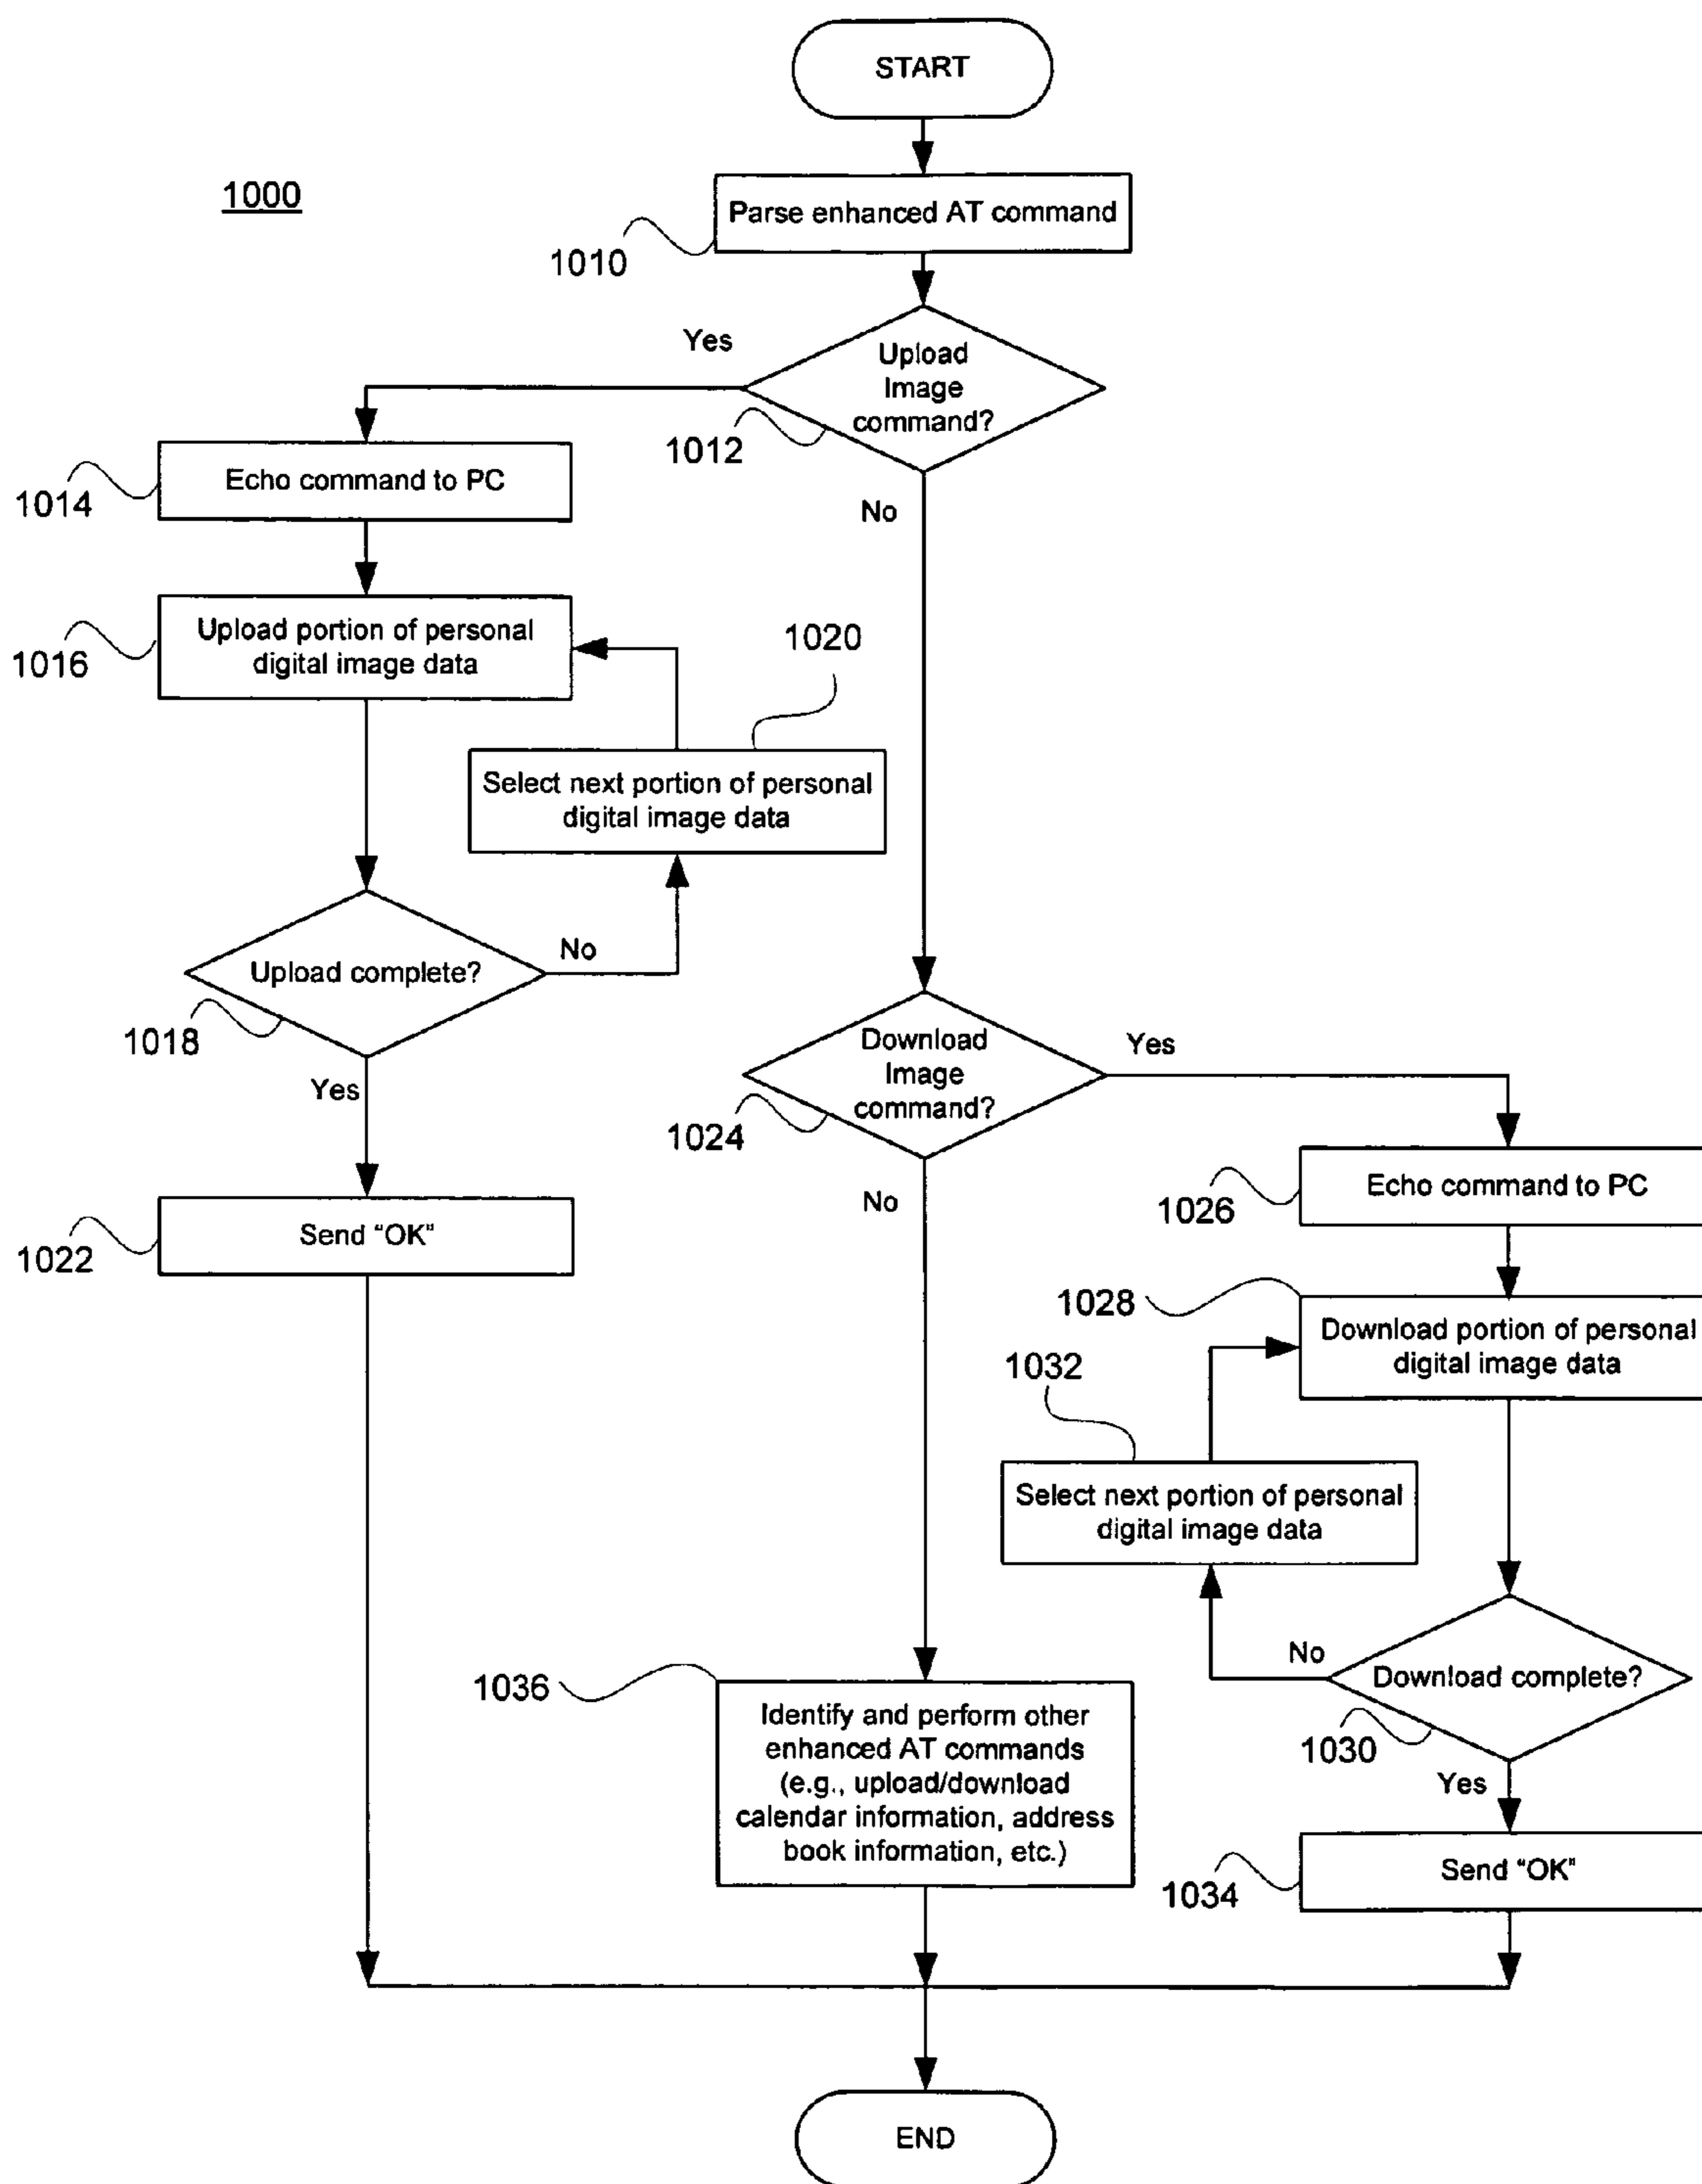 START
1000
Parse enhanced AT command
1010
Yes
Upload
Image
command?
1012
No
Echo command to PC
1014
Upload portion of personal
digital image data
1016
1020
Select next portion of personal
digital image data
Upload complete?
No
1018
Yes
Send "OK"
1022
Download
Image
command?
Yes
1024
No
Echo command to PC
1026
1028
Download portion of personal
digital image data
1032
Select next portion of personal
digital image data
No
Download complete?
1030
Yes
Send "OK"
1034
1036
Identify and perform other
enhanced AT commands
(e.g., upload/download
calendar information, address
book information, etc.)
END